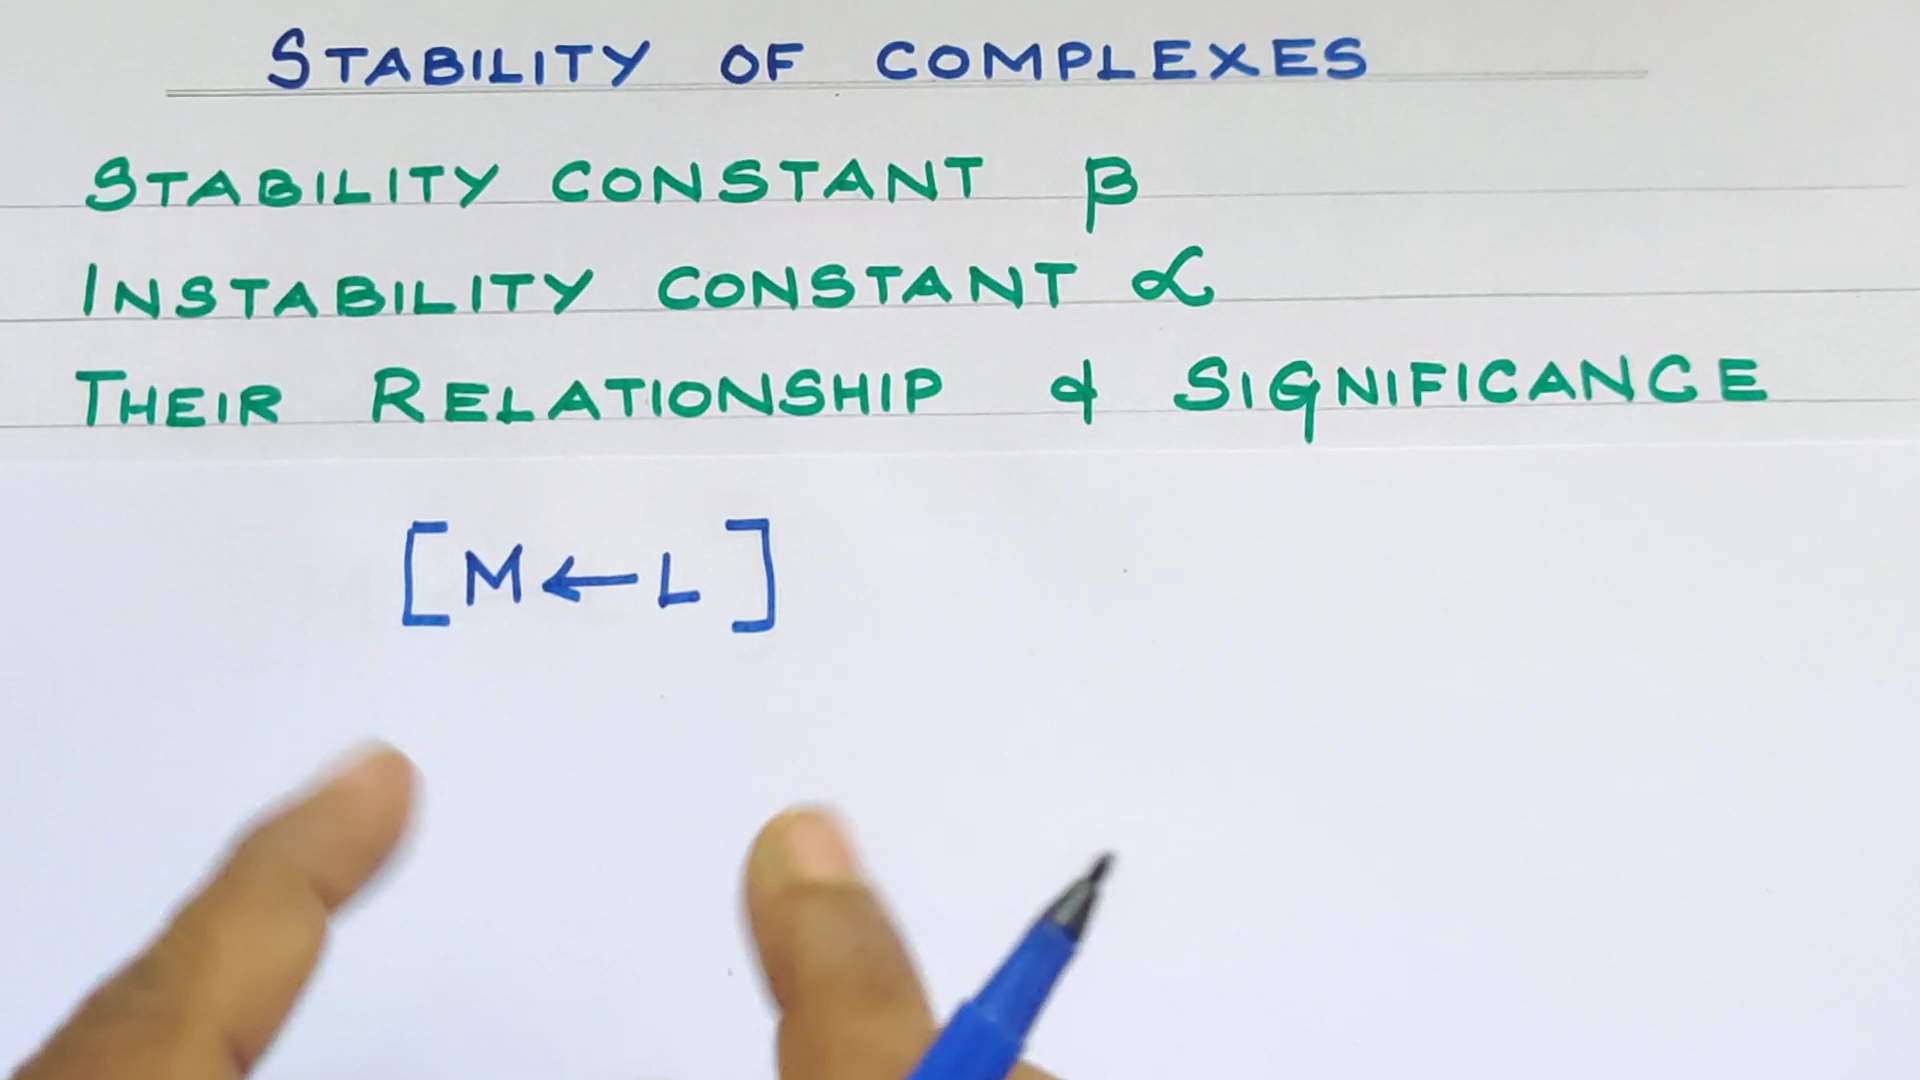 STABILITY OF COMPLEXES
STABILITY CONSTANT β
INSTABILITY CONSTANT α
THEIR RELATIONSHIP & SIGNIFICANCE
[M←L]